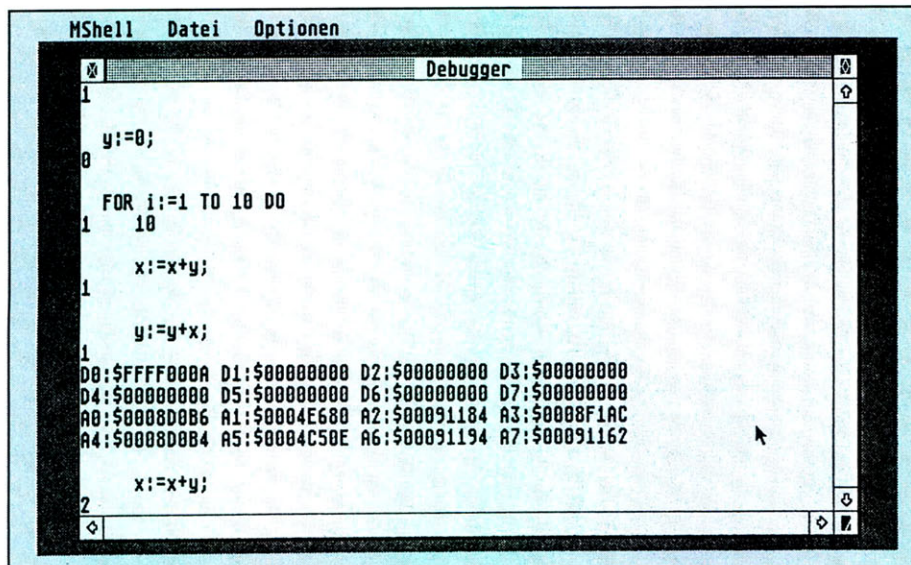 MShell Datei Optionen
Debugger
1
y:=0;
0
FOR i:=1 TO 10 DO
1 10
x:=x+y;
1
y:=y+x;
1
D0:$FFFF000A D1:$00000000 D2:$00000000 D3:$00000000
D4:$00000000 D5:$00000000 D6:$00000000 D7:$00000000
A0:$0008D0B6 A1:$0004E680 A2:$00091184 A3:$0008F1AC
A4:$0008D0B4 A5:$0004C50E A6:$00091194 A7:$00091162
x:=x+y;
2